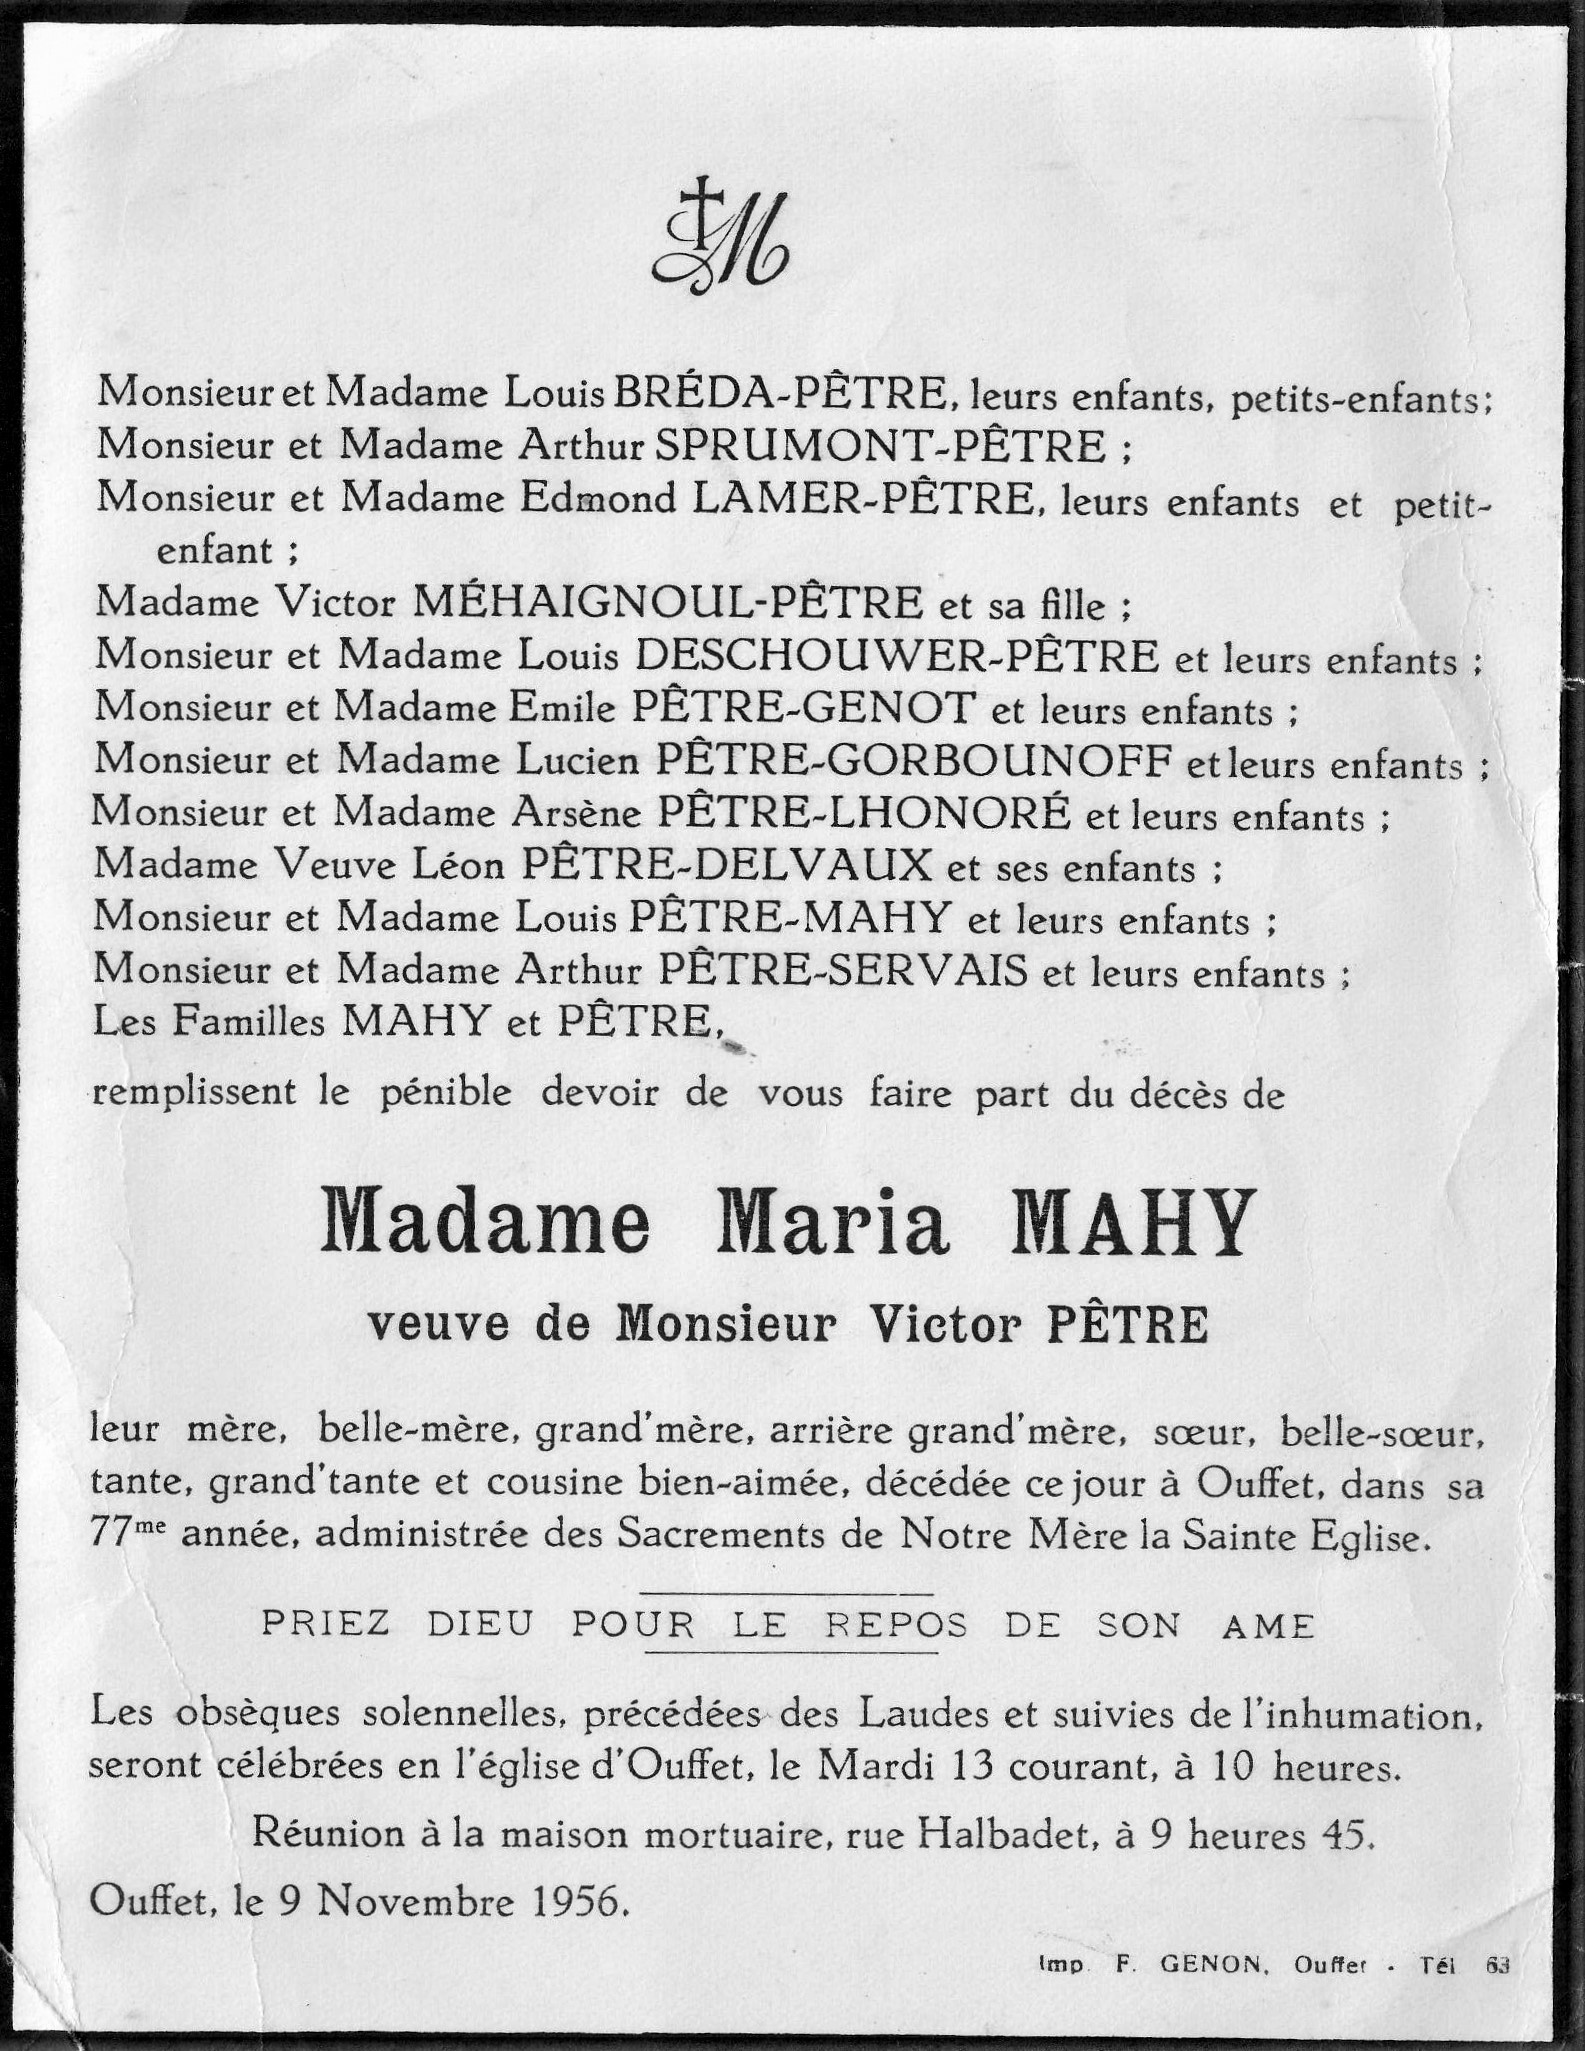 M
Monsieur et Madame Louis BRÉDA-PÊTRE, leurs enfants, petits-enfants;
Monsieur et Madame Arthur SPRUMONT-PÊTRE ;
Monsieur et Madame Edmond LAMER-PÊTRE, leurs enfants et petit-
enfant ;
Madame Victor MÉHAIGNOUL-PÊTRE et sa fille ;
Monsieur et Madame Louis DESCHOUWER-PÊTRE et leurs enfants ;
Monsieur et Madame Emile PÊTRE-GENOT et leurs enfants ;
Monsieur et Madame Lucien PÊTRE-GORBOUNOFF et leurs enfants ;
Monsieur et Madame Arsène PÊTRE-LHONORÉ et leurs enfants ;
Madame Veuve Léon PÊTRE-DELVAUX et ses enfants ;
Monsieur et Madame Louis PÊTRE-MAHY et leurs enfants ;
Monsieur et Madame Arthur PÊTRE-SERVAIS et leurs enfants ;
Les Familles MAHY et PÊTRE,
remplissent le pénible devoir de vous faire part du décès de
Madame Maria MAHY
veuve de Monsieur Victor PÊTRE
leur mère, belle-mère, grand'mère, arrière grand'mère, sœur, belle-sœur,
tante, grand'tante et cousine bien-aimée, décédée ce jour à Ouffet, dans sa
77me année, administrée des Sacrements de Notre Mère la Sainte Eglise.
PRIEZ DIEU POUR LE REPOS DE SON AME
Les obsèques solennelles, précédées des Laudes et suivies de l'inhumation,
seront célébrées en l'église d'Ouffet, le Mardi 13 courant, à 10 heures.
Réunion à la maison mortuaire, rue Halbadet, à 9 heures 45.
Ouffet, le 9 Novembre 1956.
Imp. F. GENON, Ouffet - Tél 63